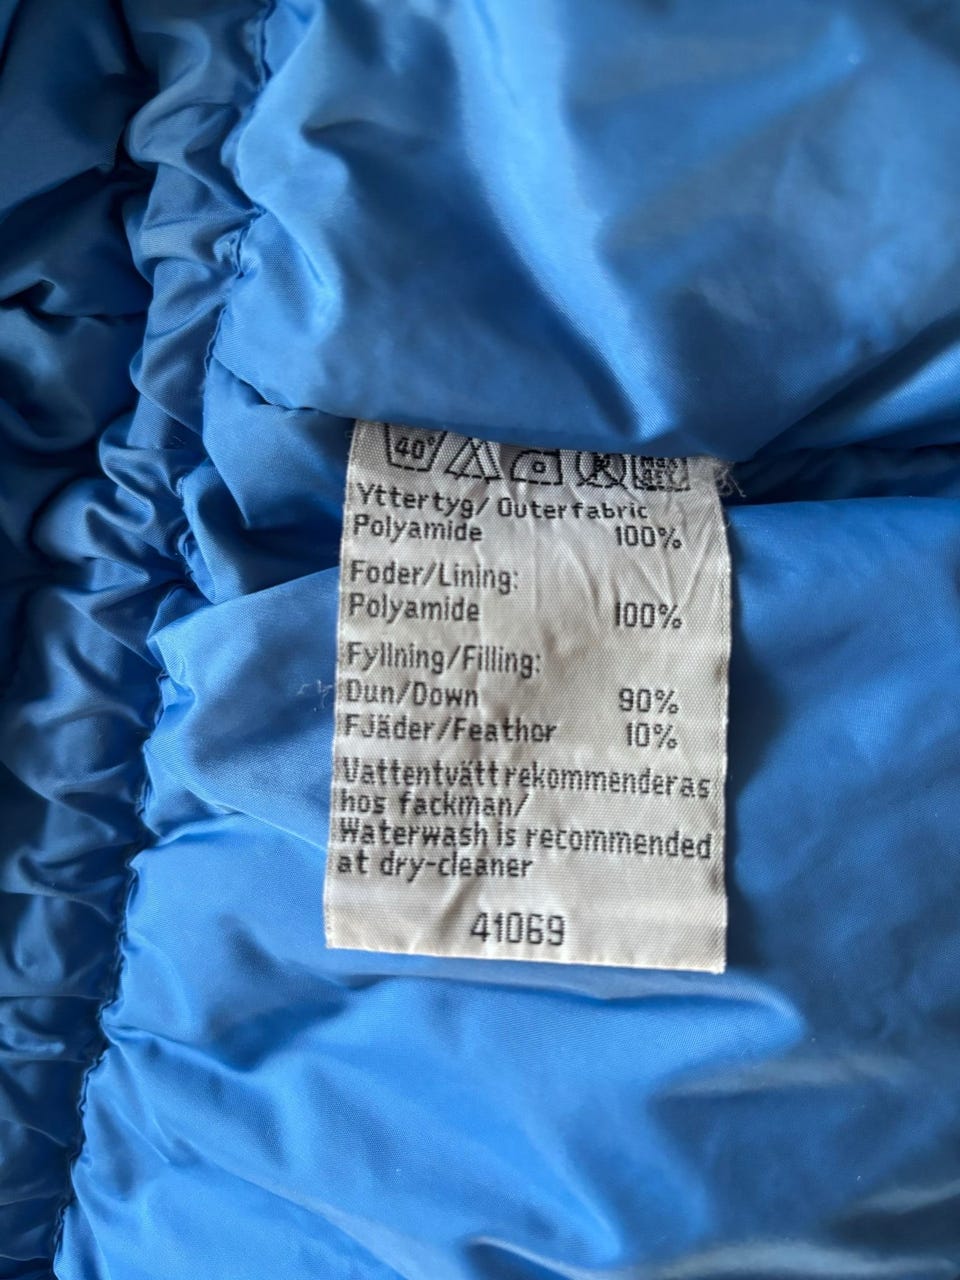 40°
Yttertyg/ Outerfabric
Polyamide 100%
Foder/Lining:
Polyamide 100%
Fyllning/Filling:
Dun/Down 90%
Fjäder/Feather 10%
Vattentvätt rekommenderas
hos fackman/
Waterwash is recommended
at dry-cleaner
41069